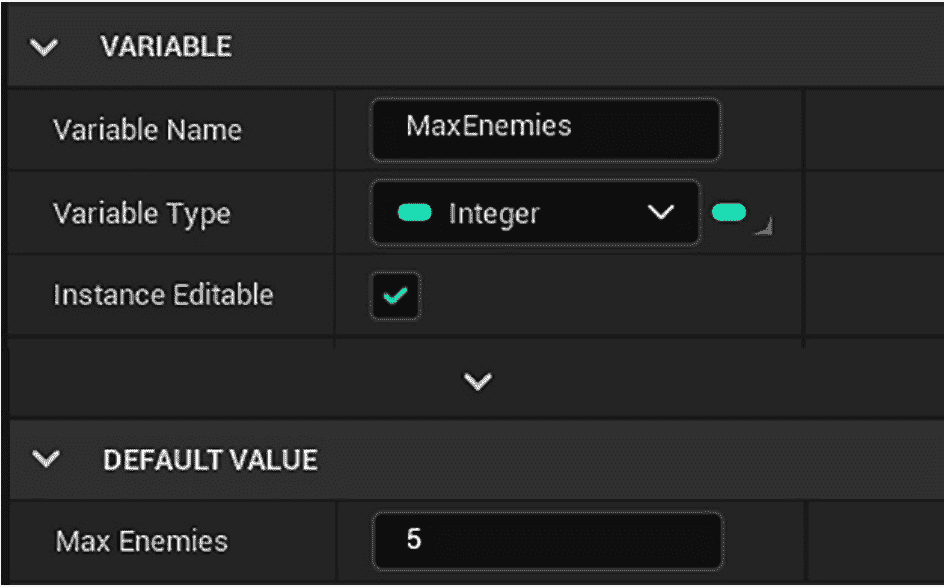 VARIABLE
Variable Name MaxEnemies
Variable Type Integer
Instance Editable
DEFAULT VALUE
Max Enemies 5